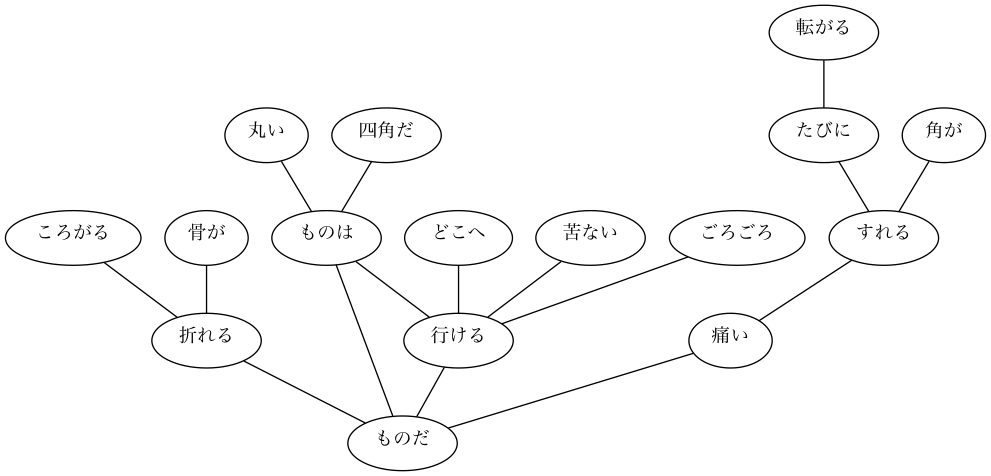 転がる
丸い
四角だ
たびに
角が
ころがる
骨が
ものは
どこへ
苦ない
ごろごろ
すれる
折れる
行ける
痛い
ものだ